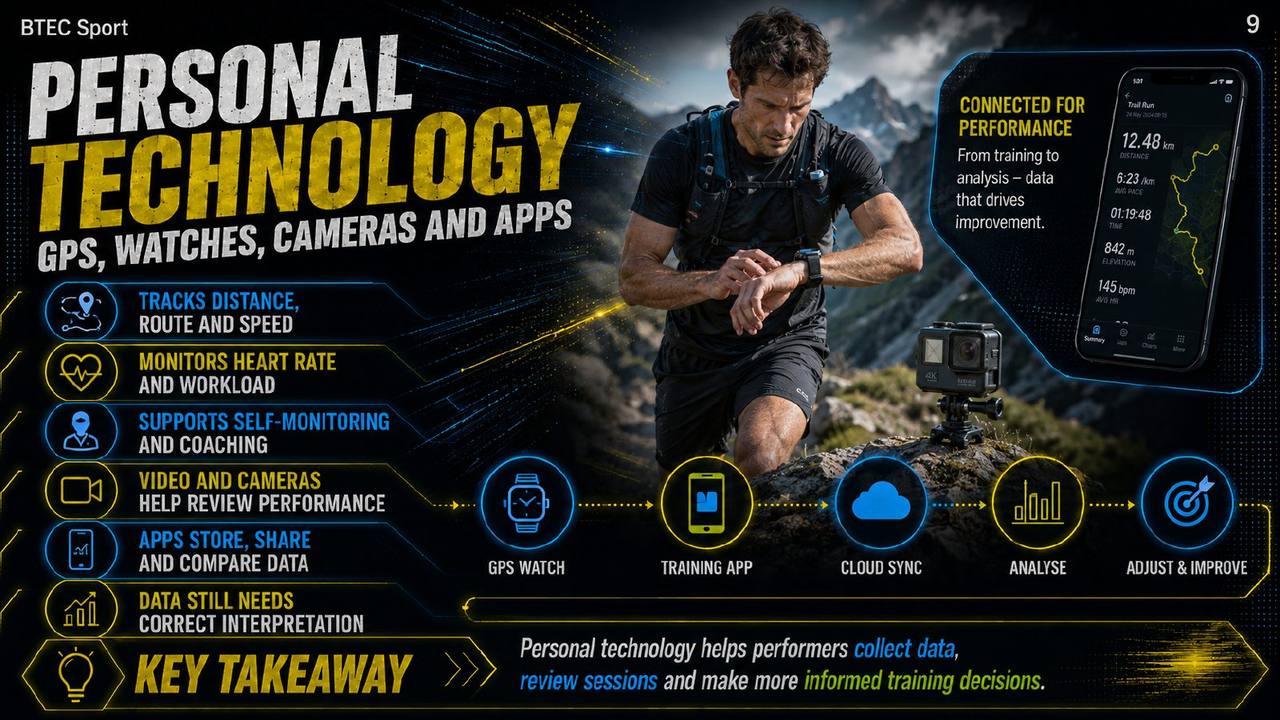 BTEC Sport
9
PERSONAL
TECHNOLOGY
GPS, WATCHES, CAMERAS AND APPS
TRACKS DISTANCE,
ROUTE AND SPEED
MONITORS HEART RATE
AND WORKLOAD
SUPPORTS SELF-MONITORING
AND COACHING
VIDEO AND CAMERAS
HELP REVIEW PERFORMANCE
APPS STORE, SHARE
AND COMPARE DATA
DATA STILL NEEDS
CORRECT INTERPRETATION
CONNECTED FOR
PERFORMANCE
From training to
analysis – data
that drives
improvement.
Trail Run
12.48 km
DISTANCE
6:23 /km
AVG PACE
01:19:48
842 m
ELEVATION
145 bpm
AVG HR
Summary
Charts
More
4K
GPS WATCH
TRAINING APP
CLOUD SYNC
ANALYSE
ADJUST & IMPROVE
KEY TAKEAWAY
Personal technology helps performers collect data,
review sessions and make more informed training decisions.